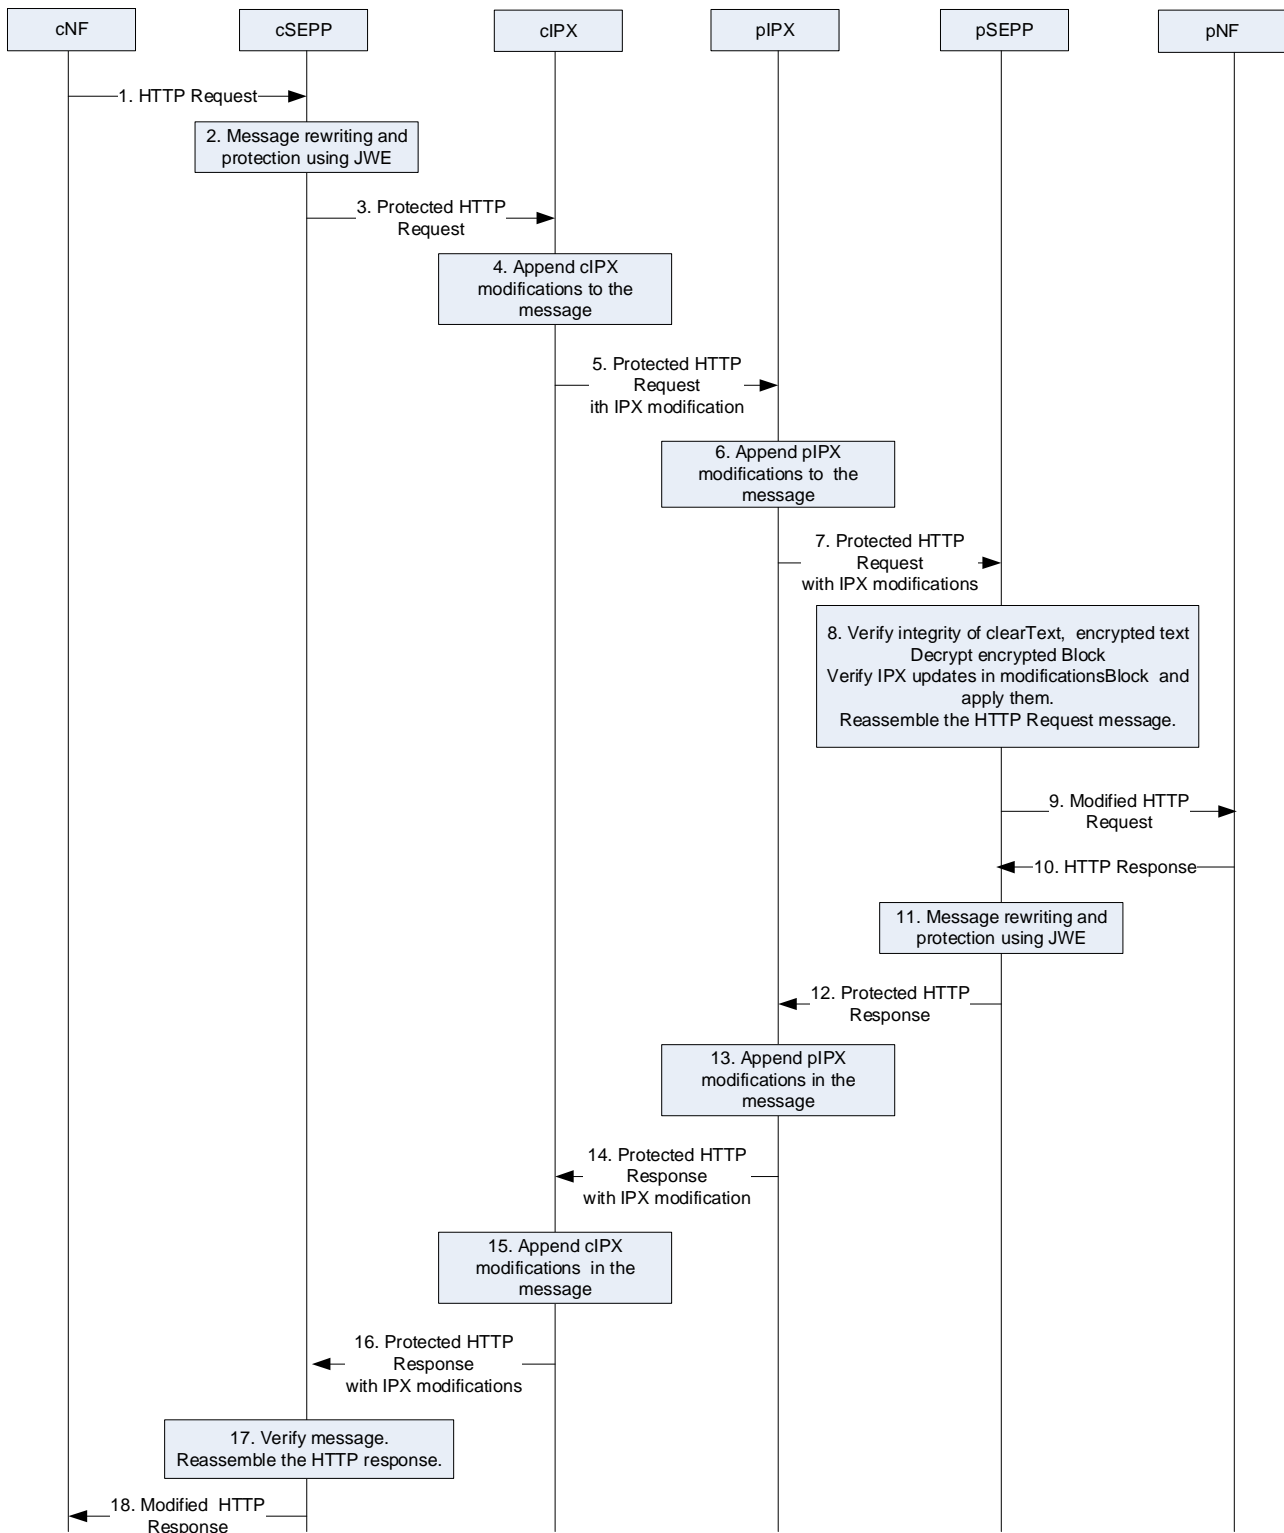 cNF
cSEPP
cIPX
pIPX
pSEPP
pNF
1. HTTP Request
2. Message rewriting and
protection using JWE
3. Protected HTTP
Request
4. Append cIPX
modifications to the
message
5. Protected HTTP
Request
ith IPX modification
6. Append pIPX
modifications to  the
message
7. Protected HTTP
Request
with IPX modifications
8. Verify integrity of clearText,  encrypted text
Decrypt encrypted Block
Verify IPX updates in modificationsBlock  and
apply them.
Reassemble the HTTP Request message.
9. Modified HTTP
Request
10. HTTP Response
11. Message rewriting and
protection using JWE
12. Protected HTTP
Response
13. Append pIPX
modifications in the
message
14. Protected HTTP
Response
with IPX modification
15. Append cIPX
modifications  in the
message
16. Protected HTTP
Response
with IPX modifications
17. Verify message.
Reassemble the HTTP response.
18. Modified  HTTP
Response